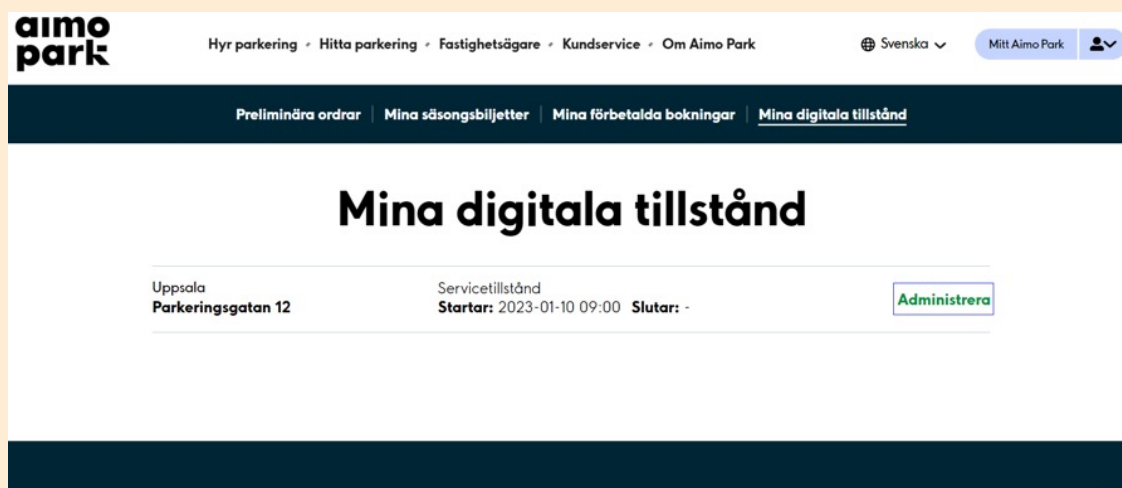 aimo
park
Hyr parkering Hitta parkering Fastighetsägare Kundservice Om Aimo Park Svenska Mitt Aimo Park
Preliminära ordrar | Mina säsongsbiljetter | Mina förbetalda bokningar | Mina digitala tillstånd
Mina digitala tillstånd
Uppsala Servicetillstånd
Parkeringsgatan 12 Startar: 2023-01-10 09:00 Slutar: - Administrera